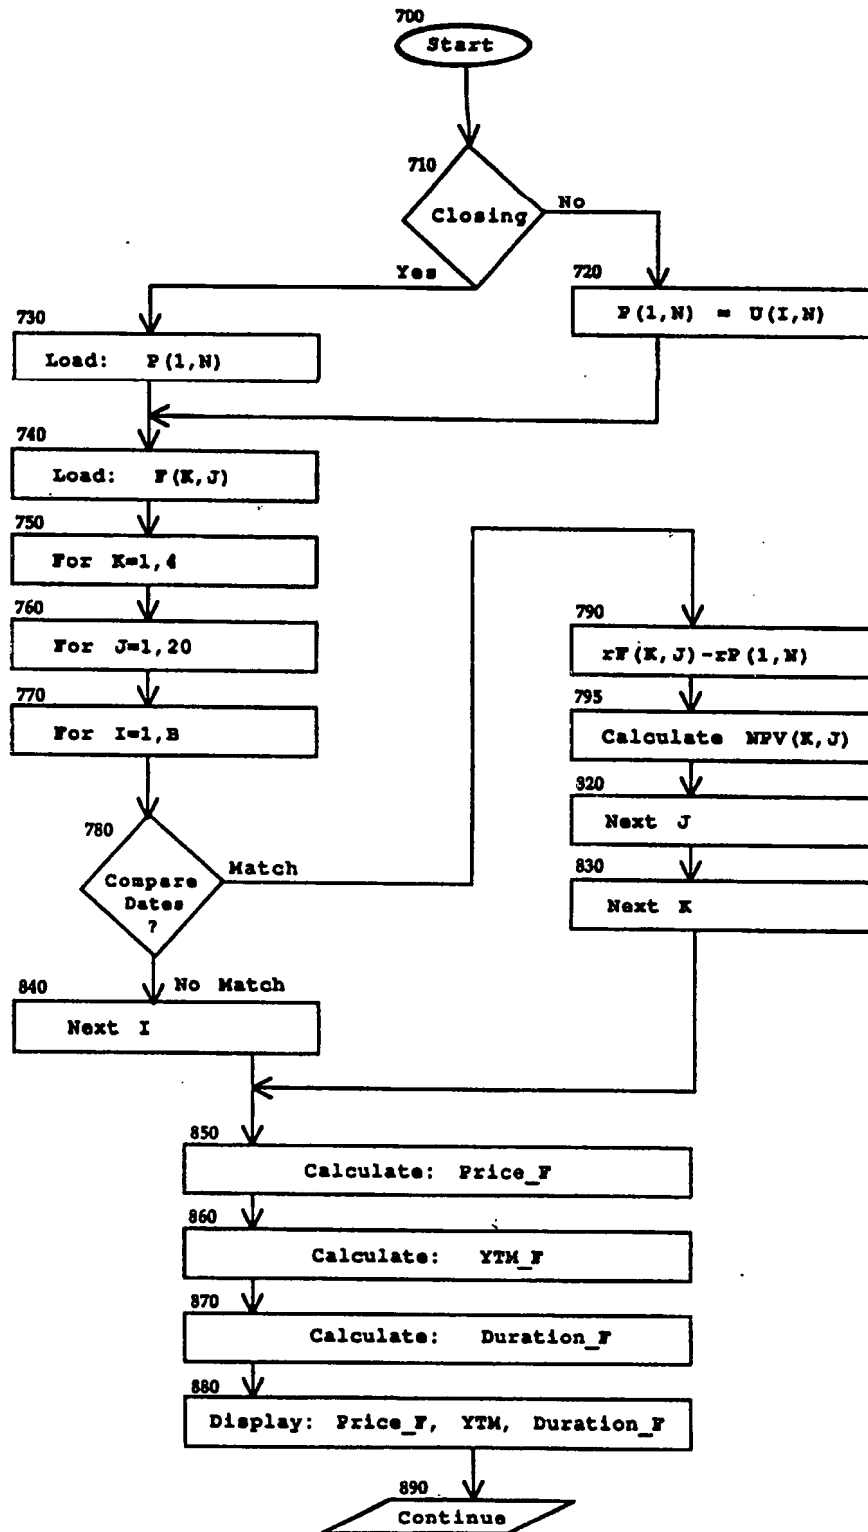 700
Start
710
Closing
No
Yes
720
P(1,N) = U(I,N)
730
Load: P(1,N)
740
Load: F(K,J)
750
For K=1,4
760
For J=1,20
770
For I=1,B
780
Compare
Dates
?
Match
No Match
790
rF(K,J)-rP(1,N)
795
Calculate NPV(K,J)
820
Next J
830
Next K
840
Next I
850
Calculate: Price_F
860
Calculate: YTM_F
870
Calculate: Duration_F
880
Display: Price_F, YTM, Duration_F
890
Continue